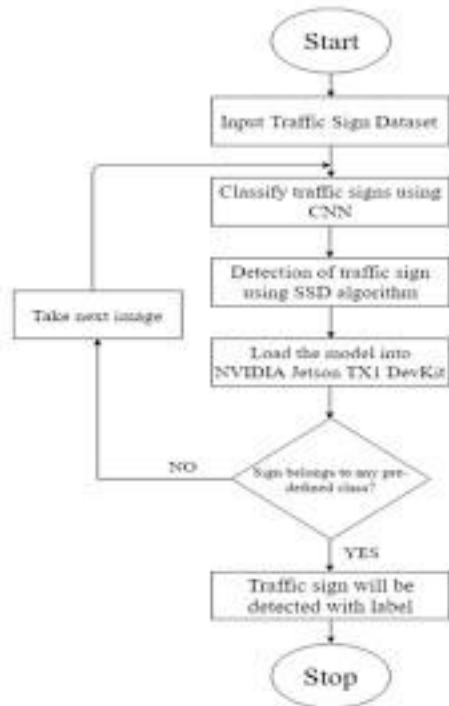 Start
Input Traffic Sign Dataset
Classify traffic signs using
CNN
Detection of traffic sign
using SSD algorithm
Take next image
Load the model into
NVIDIA Jetson TX1 DevKit
NO
Sign belongs to any pre-
defined class?
YES
Traffic sign will be
detected with label
Stop